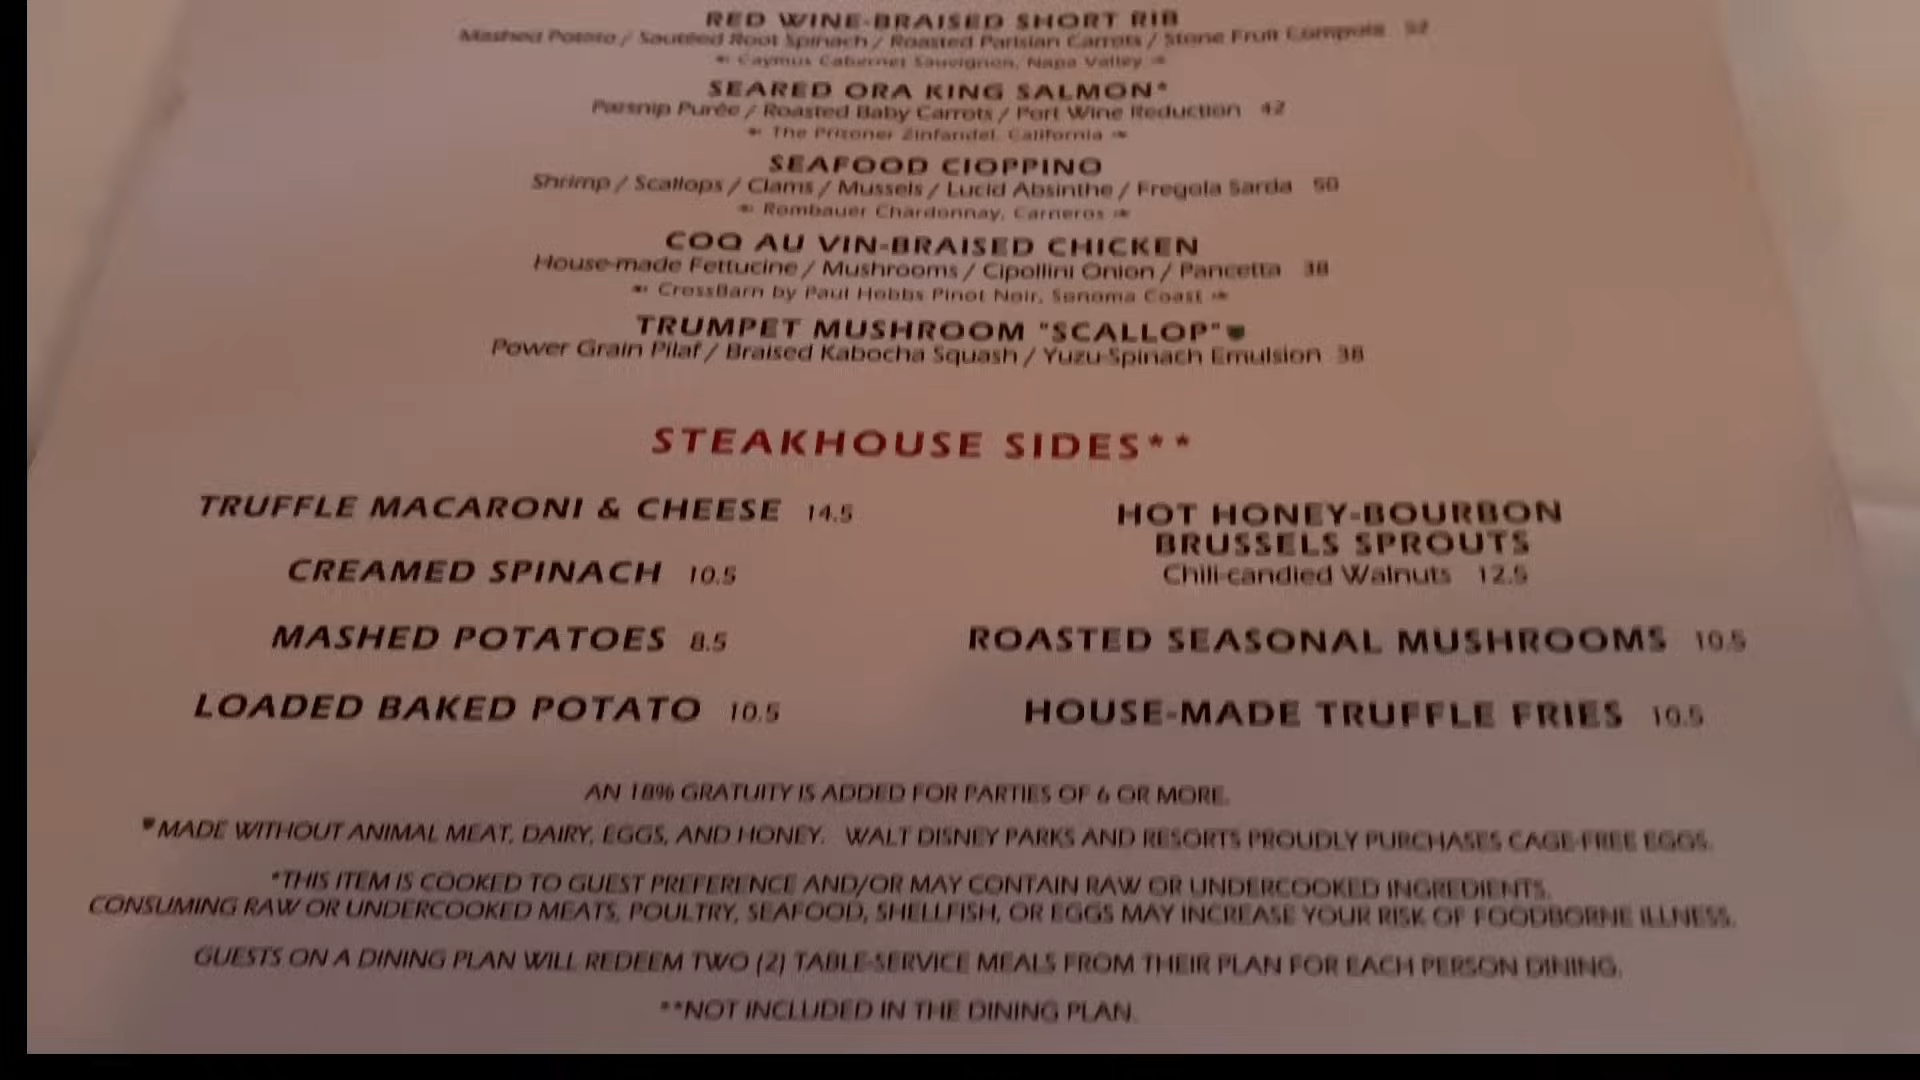 RED WINE-BRAISED SHORT RIB
Mashed Potato / Sautéed Root Spinach / Roasted Parisian Carrots / Stone Fruit Compote 52
Caymus Cabernet Sauvignon, Napa Valley
SEARED ORA KING SALMON*
Parsnip Purée / Roasted Baby Carrots / Port Wine Reduction 42
The Prisoner Zinfandel, California
SEAFOOD CIOPPINO
Shrimp / Scallops / Clams / Mussels / Lucid Absinthe / Fregola Sarda 50
Rombauer Chardonnay, Carneros
COQ AU VIN-BRAISED CHICKEN
House-made Fettucine / Mushrooms / Cipollini Onion / Pancetta 38
CrossBarn by Paul Hobbs Pinot Noir, Sonoma Coast
TRUMPET MUSHROOM "SCALLOP"
Power Grain Pilaf / Braised Kabocha Squash / Yuzu-Spinach Emulsion 38
STEAKHOUSE SIDES**
TRUFFLE MACARONI & CHEESE 14.5
CREAMED SPINACH 10.5
MASHED POTATOES 8.5
LOADED BAKED POTATO 10.5
HOT HONEY-BOURBON
BRUSSELS SPROUTS
Chili-candied Walnuts 12.5
ROASTED SEASONAL MUSHROOMS 10.5
HOUSE-MADE TRUFFLE FRIES 10.5
AN 18% GRATUITY IS ADDED FOR PARTIES OF 6 OR MORE.
MADE WITHOUT ANIMAL MEAT, DAIRY, EGGS, AND HONEY. WALT DISNEY PARKS AND RESORTS PROUDLY PURCHASES CAGE-FREE EGGS.
*THIS ITEM IS COOKED TO GUEST PREFERENCE AND/OR MAY CONTAIN RAW OR UNDERCOOKED INGREDIENTS.
CONSUMING RAW OR UNDERCOOKED MEATS, POULTRY, SEAFOOD, SHELLFISH, OR EGGS MAY INCREASE YOUR RISK OF FOODBORNE ILLNESS.
GUESTS ON A DINING PLAN WILL REDEEM TWO (2) TABLE-SERVICE MEALS FROM THEIR PLAN FOR EACH PERSON DINING.
**NOT INCLUDED IN THE DINING PLAN.